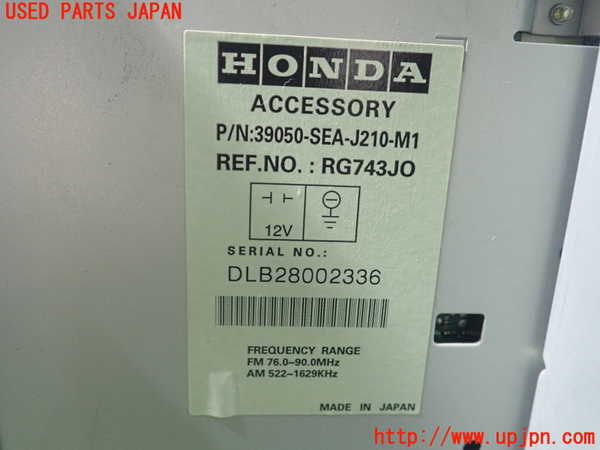 USED PARTS JAPAN
HONDA
ACCESSORY
P/N:39050-SEA-J210-M1
REF.NO.: RG743JO
12V
SERIAL NO.:
DLB28002336
FREQUENCY RANGE
FM 76.0~90.0MHz
AM 522~1629KHz
MADE IN JAPAN
http://www.upjpn.com/